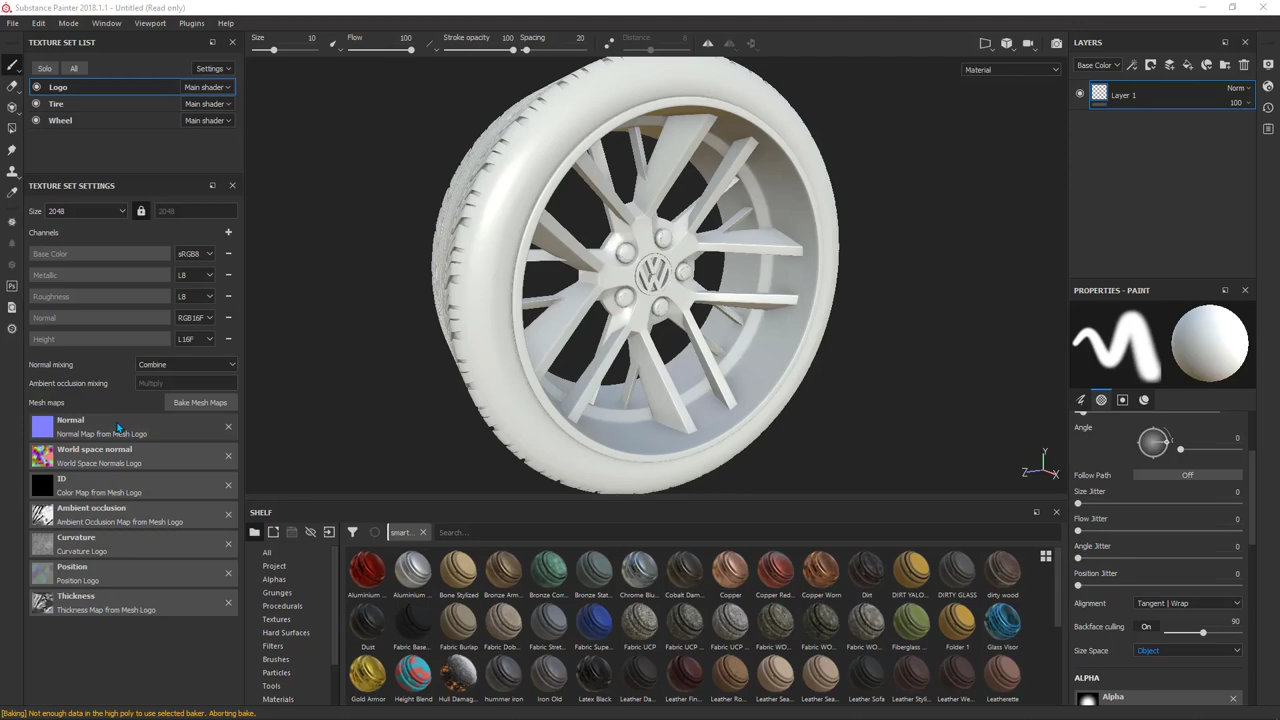 Substance Painter 2018.1.1 - Untitled (Read only)
File Edit Mode Window Viewport Plugins Help
TEXTURE SET LIST
Solo All Settings
Logo Main shader
Tire Main shader
Wheel Main shader
TEXTURE SET SETTINGS
Size 2048 2048
Channels
Base Color sRGB8
Metallic L8
Roughness L8
Normal RGB16F
Height L16F
Normal mixing Combine
Ambient occlusion mixing Multiply
Mesh maps Bake Mesh Maps
Normal
Normal Map from Mesh Logo
World space normal
World Space Normals Logo
ID
Color Map from Mesh Logo
Ambient occlusion
Ambient Occlusion Map from Mesh Logo
Curvature
Curvature Logo
Position
Position Logo
Thickness
Thickness Map from Mesh Logo
Size 10 Flow 100 Stroke opacity 100 Spacing 20 Distance 8
Material
Y
Z X
SHELF
smart... Search...
All
Project
Alphas
Grunges
Procedurals
Textures
Hard Surfaces
Filters
Brushes
Particles
Tools
Materials
Aluminium ... Aluminium ... Bone Stylized Bronze Arm... Bronze Corr... Bronze Stat... Chrome Blu... Cobalt Dam... Copper Copper Red... Copper Worn Dirt DIRT YALO... DIRTY GLASS dirty wood
Dust Fabric Base... Fabric Burlap Fabric Dob... Fabric Stret... Fabric Supe... Fabric UCP Fabric UCP ... Fabric WO... Fabric WO... Fabric WO... Fabric WO... Fiberglass ... Folder 1 Glass Visor
Gold Armor Height Blend Hull Damag... hummer iron Iron Old Latex Black Leather Da... Leather Fin... Leather Ro... Leather Sea... Leather Sea... Leather Sofa Leather Styli... Leather We... Leatherette
LAYERS
Base Color
Layer 1 Norm
100
PROPERTIES - PAINT
Angle 0
Follow Path Off
Size Jitter 0
Flow Jitter 0
Angle Jitter 0
Position Jitter 0
Alignment Tangent | Wrap
Backface culling On 90
Size Space Object
ALPHA
Alpha
Ps
[Baking] Not enough data in the high poly to use selected baker. Aborting bake.